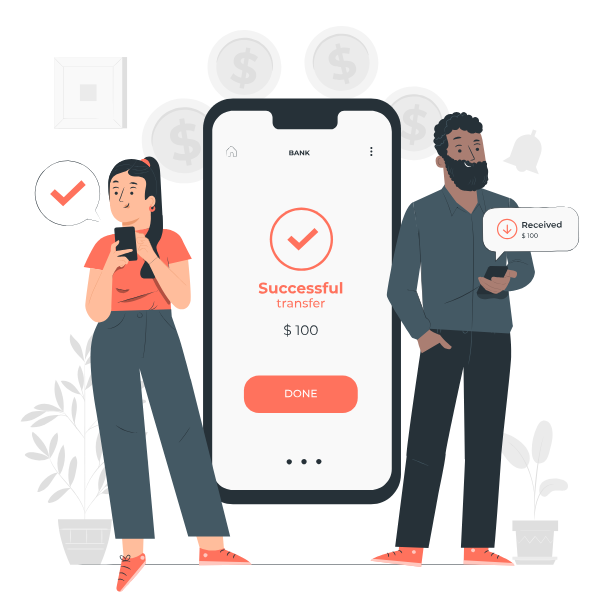 BANK
Successful
transfer
$ 100
DONE
Received
$ 100
$
$
$
$